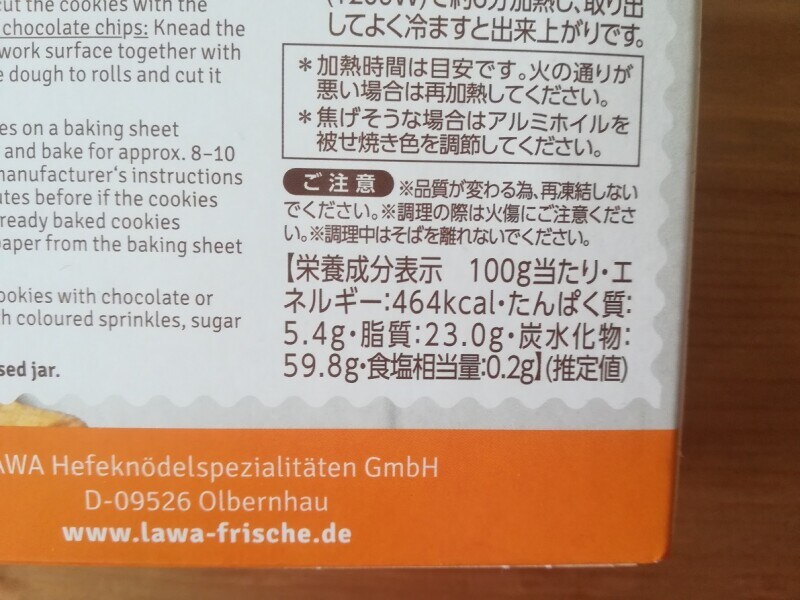 cut the cookies with the
chocolate chips: Knead the
work surface together with
dough to rolls and cut it
es on a baking sheet
and bake for approx. 8–10
manufacturer‘s instructions
utes before if the cookies
ready baked cookies
paper from the baking sheet
ookies with chocolate or
h coloured sprinkles, sugar
sed jar.
(1200W)で約6分加熱し、取り出
してよく冷ますと出来上がりです。
＊加熱時間は目安です。火の通りが
悪い場合は再加熱してください。
＊焦げそうな場合はアルミホイルを
被せ焼き色を調節してください。
ご注意 ※品質が変わる為、再凍結しない
でください。※調理の際は火傷にご注意くださ
い。※調理中はそばを離れないでください。
【栄養成分表示　100g当たり・エ
ネルギー:464kcal・たんぱく質:
5.4g・脂質:23.0g・炭水化物:
59.8g・食塩相当量:0.2g】(推定値)
AWA Hefeknödelspezialitäten GmbH
D-09526 Olbernhau
www.lawa-frische.de